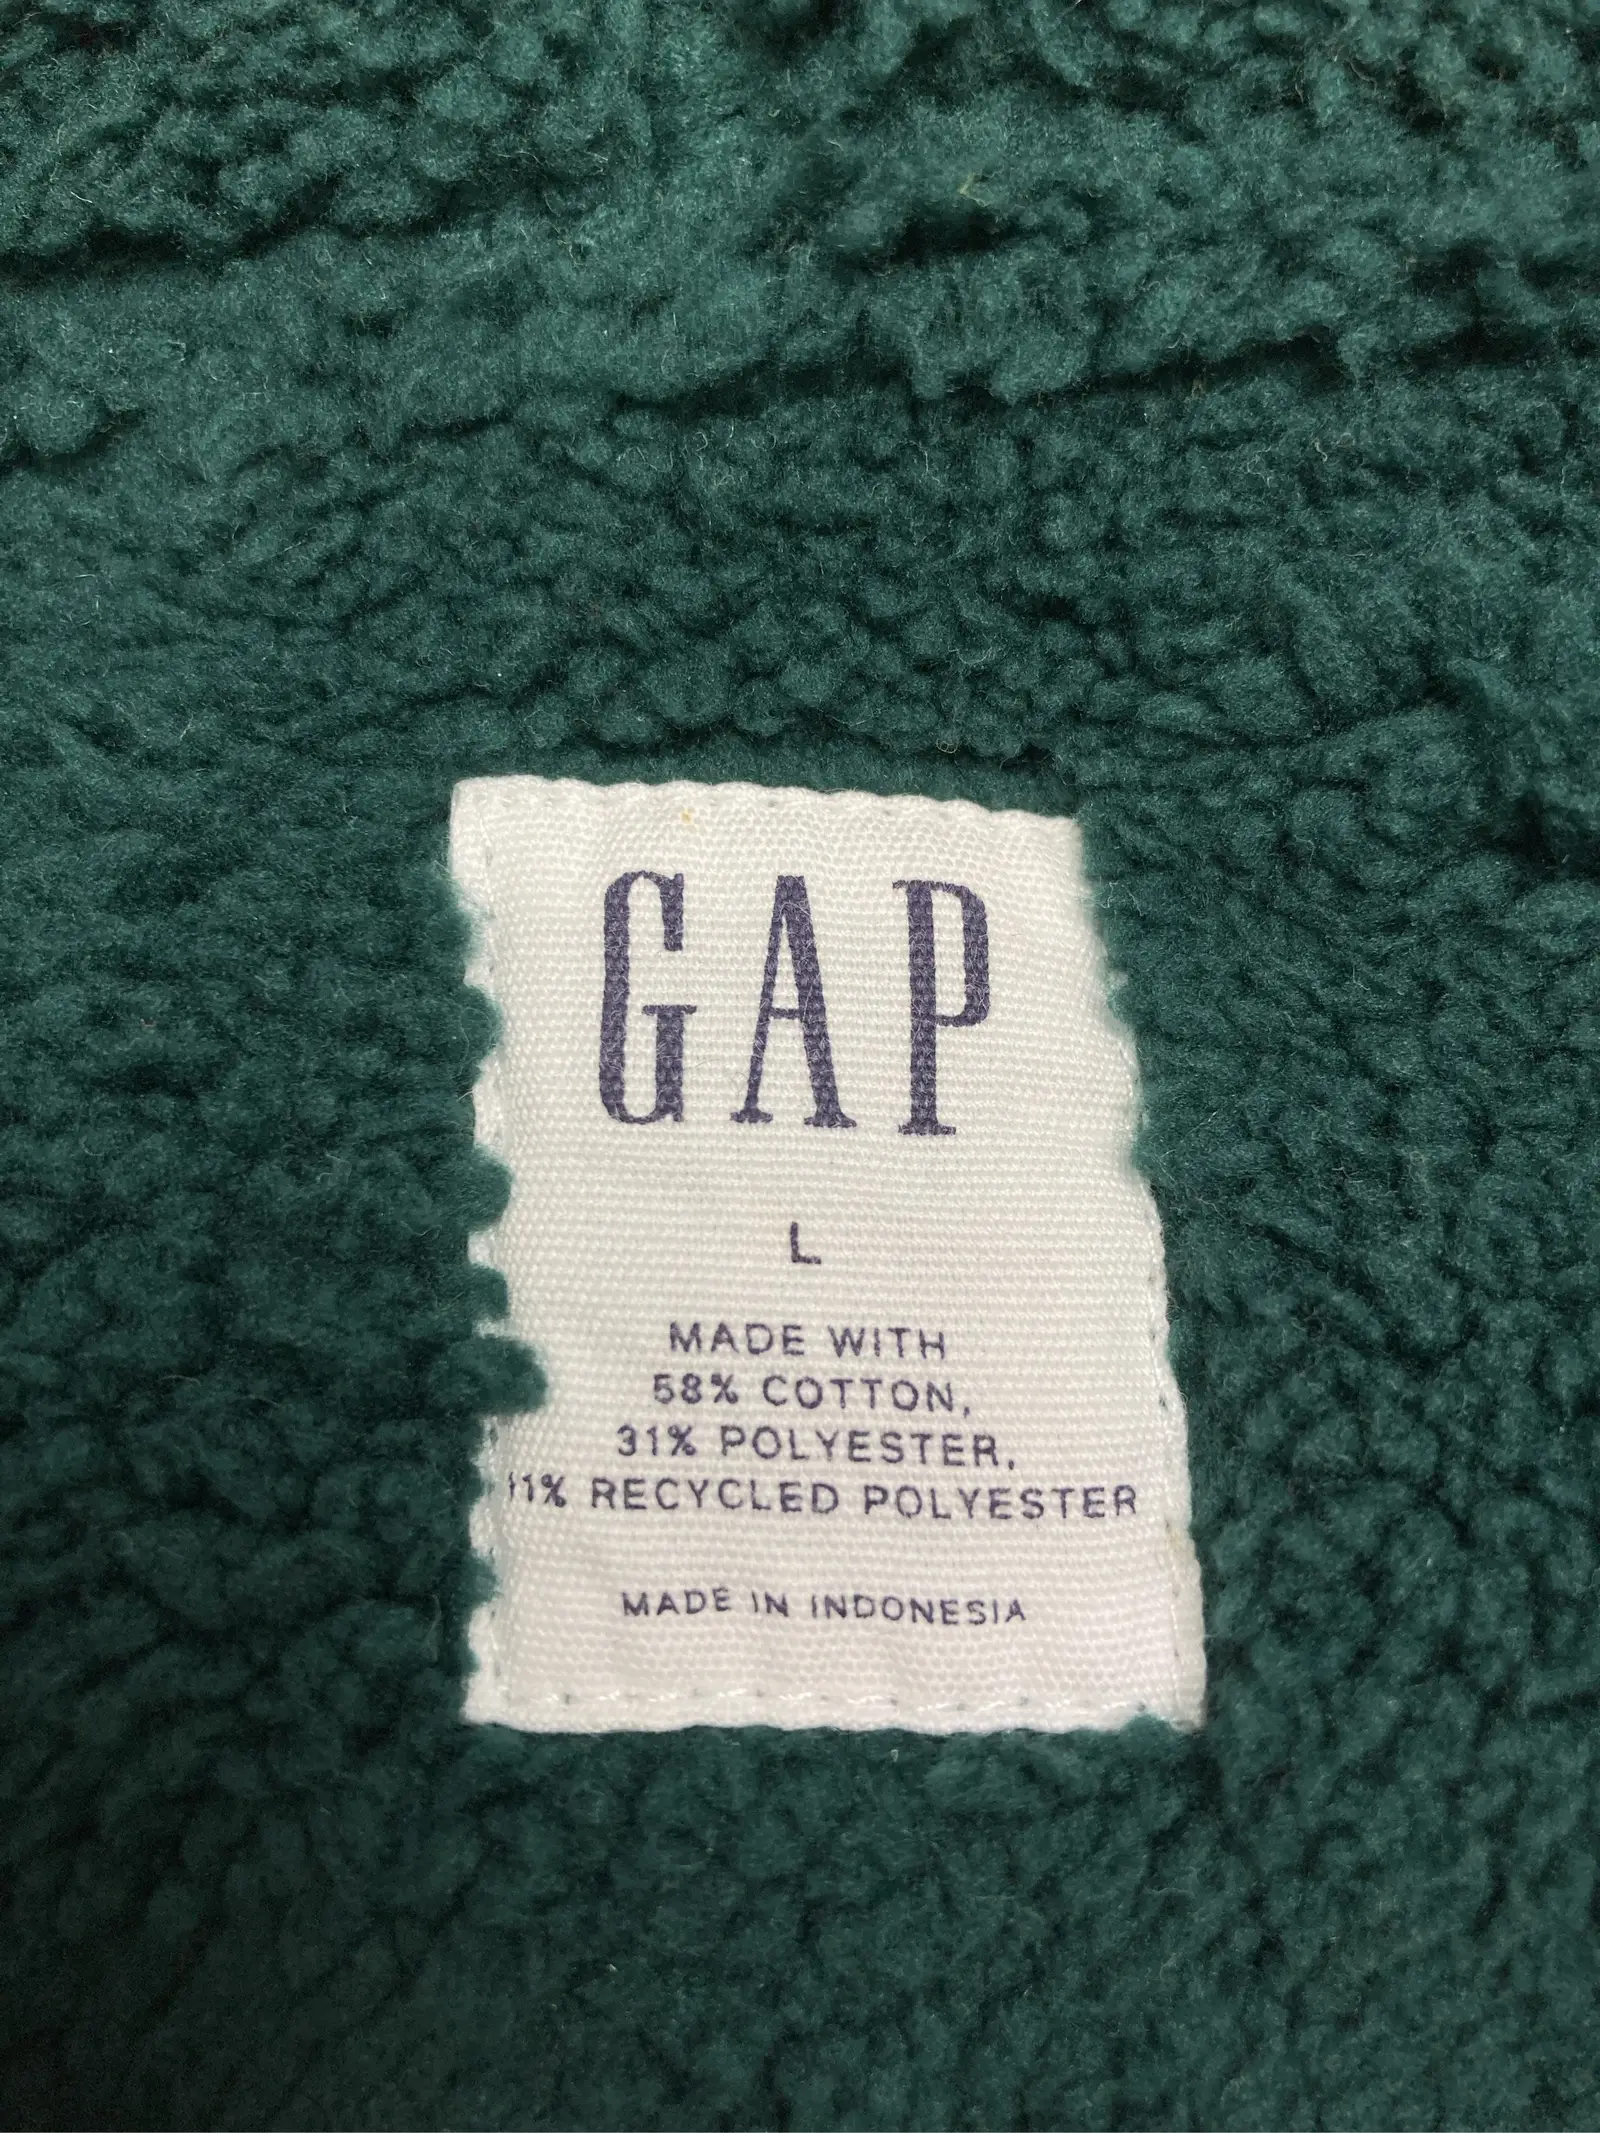 GAP
L
MADE WITH
58% COTTON,
31% POLYESTER,
11% RECYCLED POLYESTER
MADE IN INDONESIA